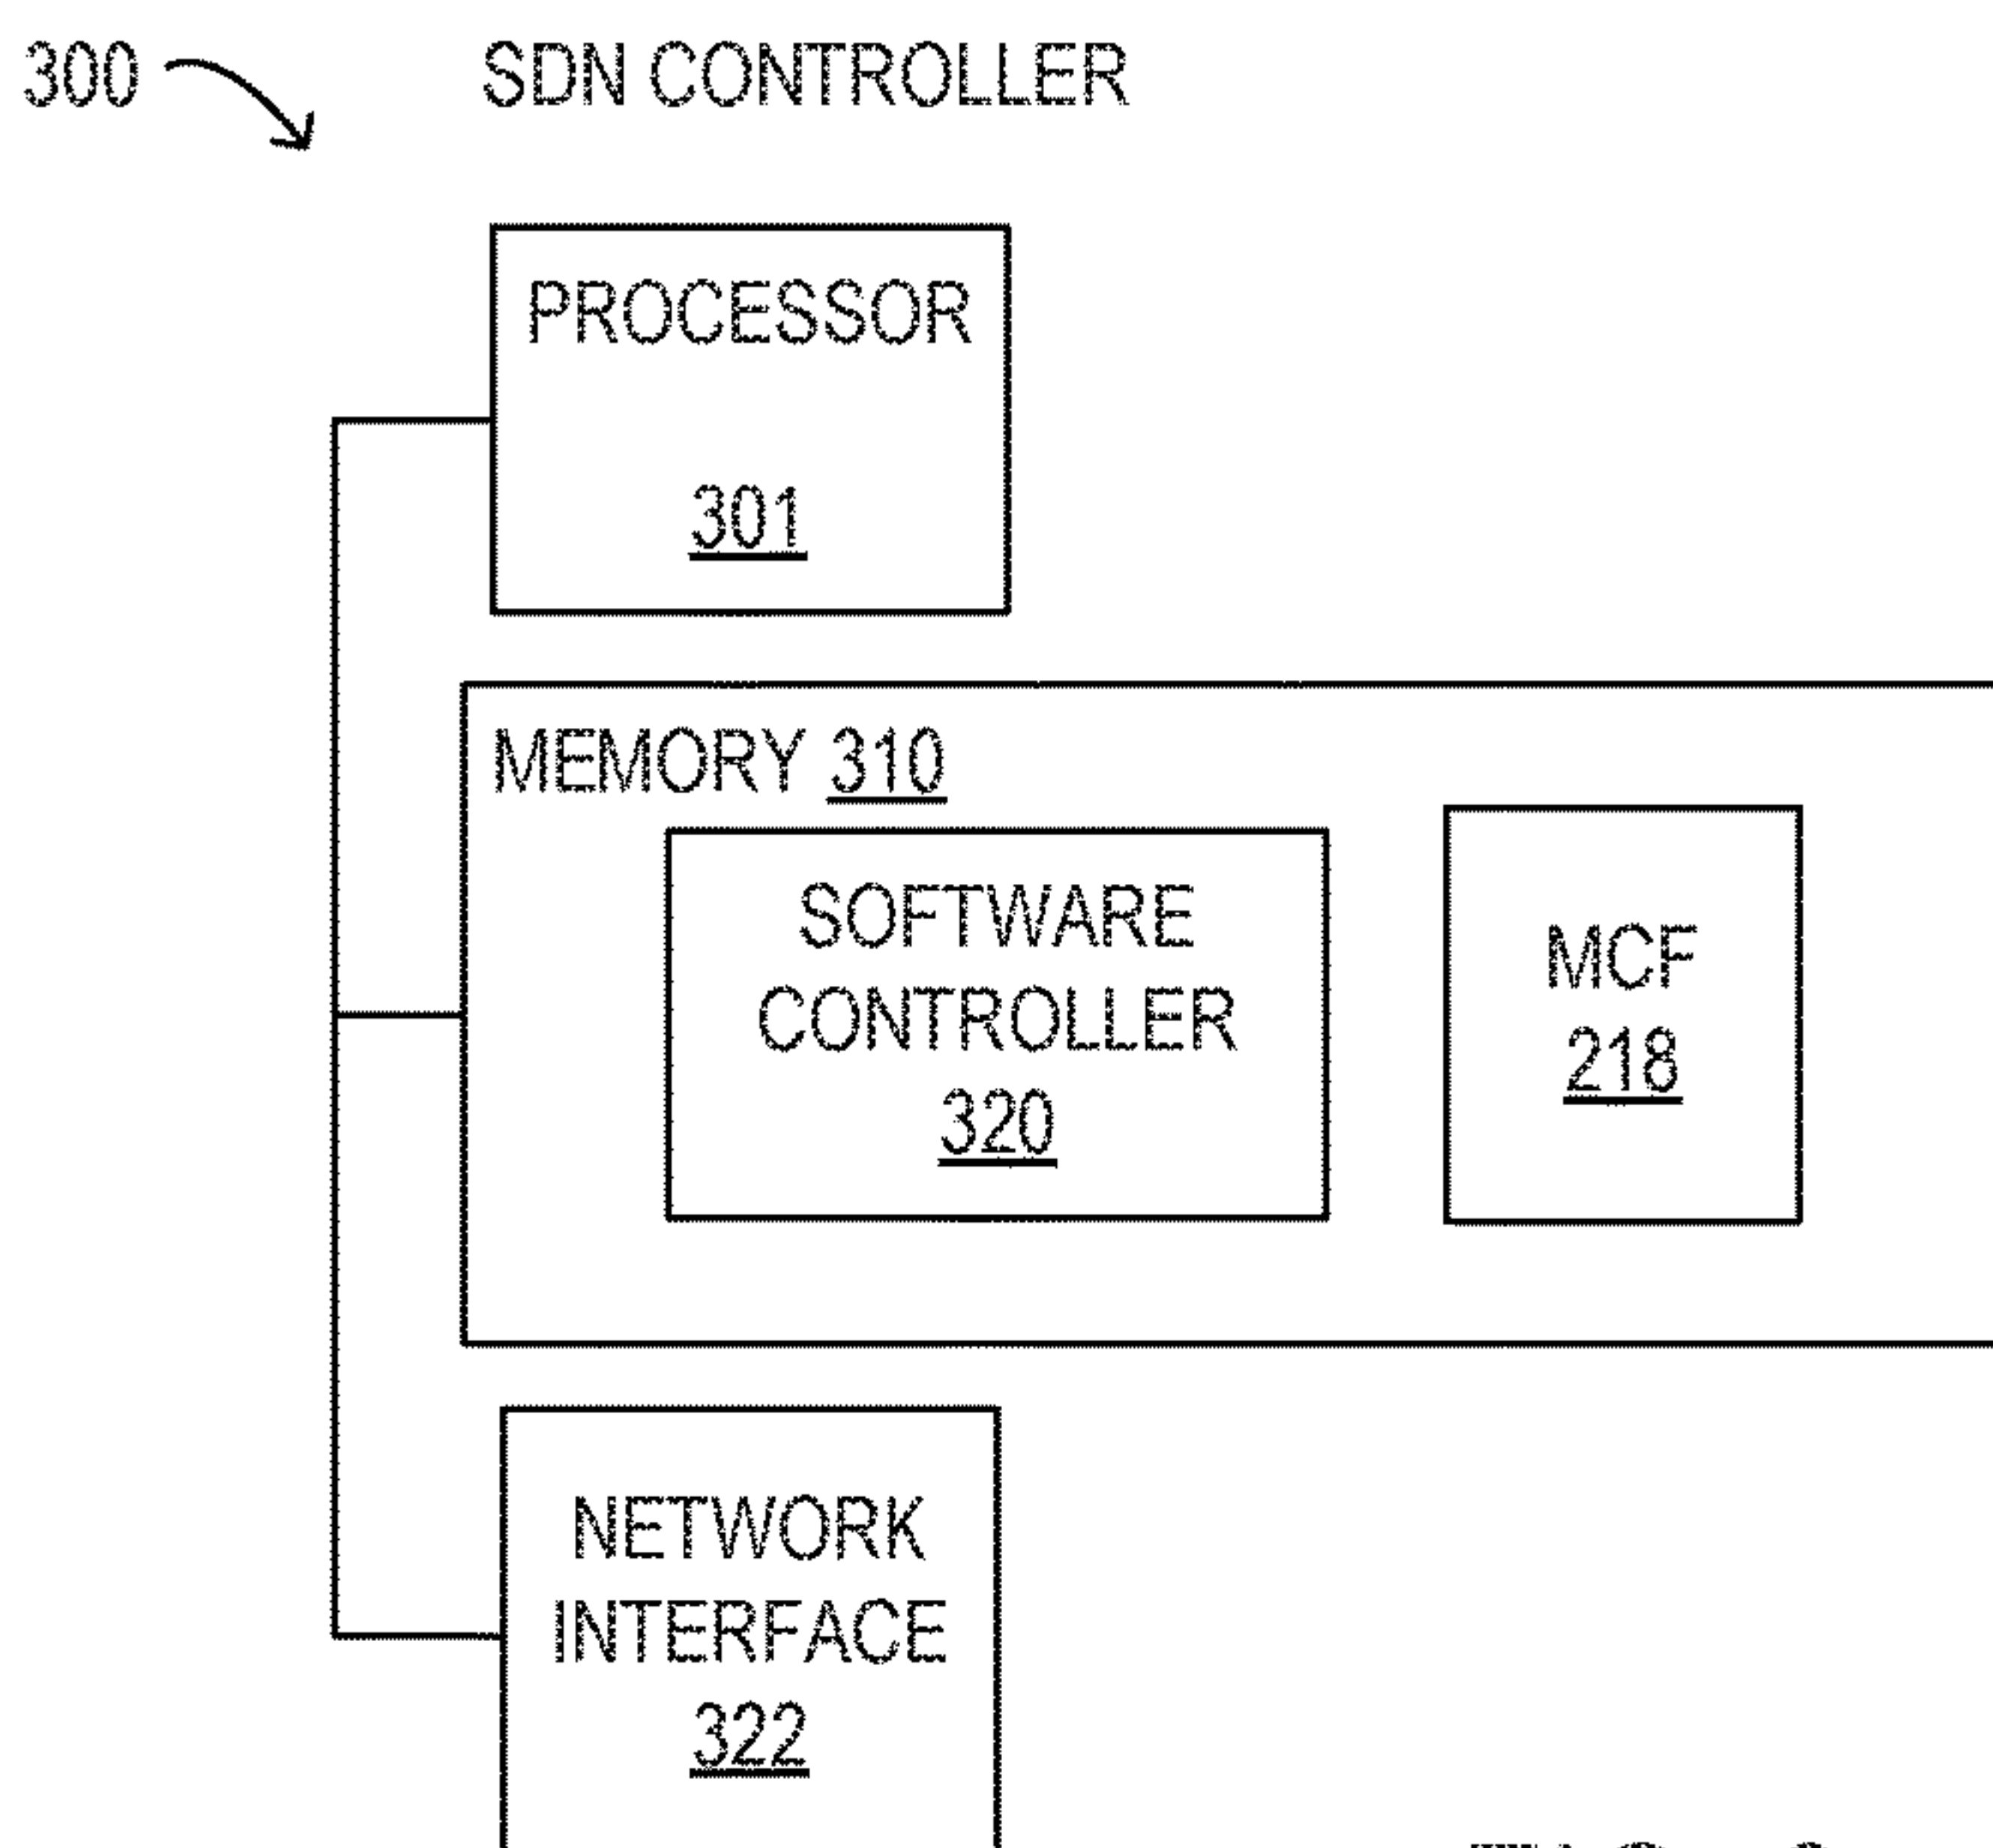 300
SDN CONTROLLER
PROCESSOR
301
MEMORY 310
SOFTWARE
CONTROLLER
320
MCF
218
NETWORK
INTERFACE
322